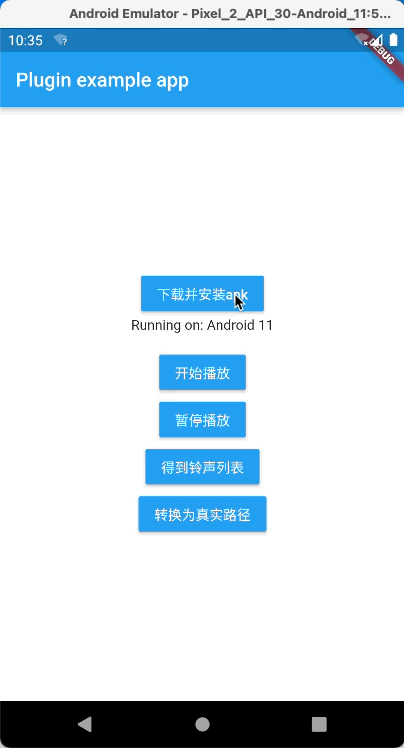 Android Emulator - Pixel_2_API_30-Android_11:5...
10:35
DEBUG
Plugin example app
下载并安装apk
Running on: Android 11
开始播放
暂停播放
得到铃声列表
转换为真实路径